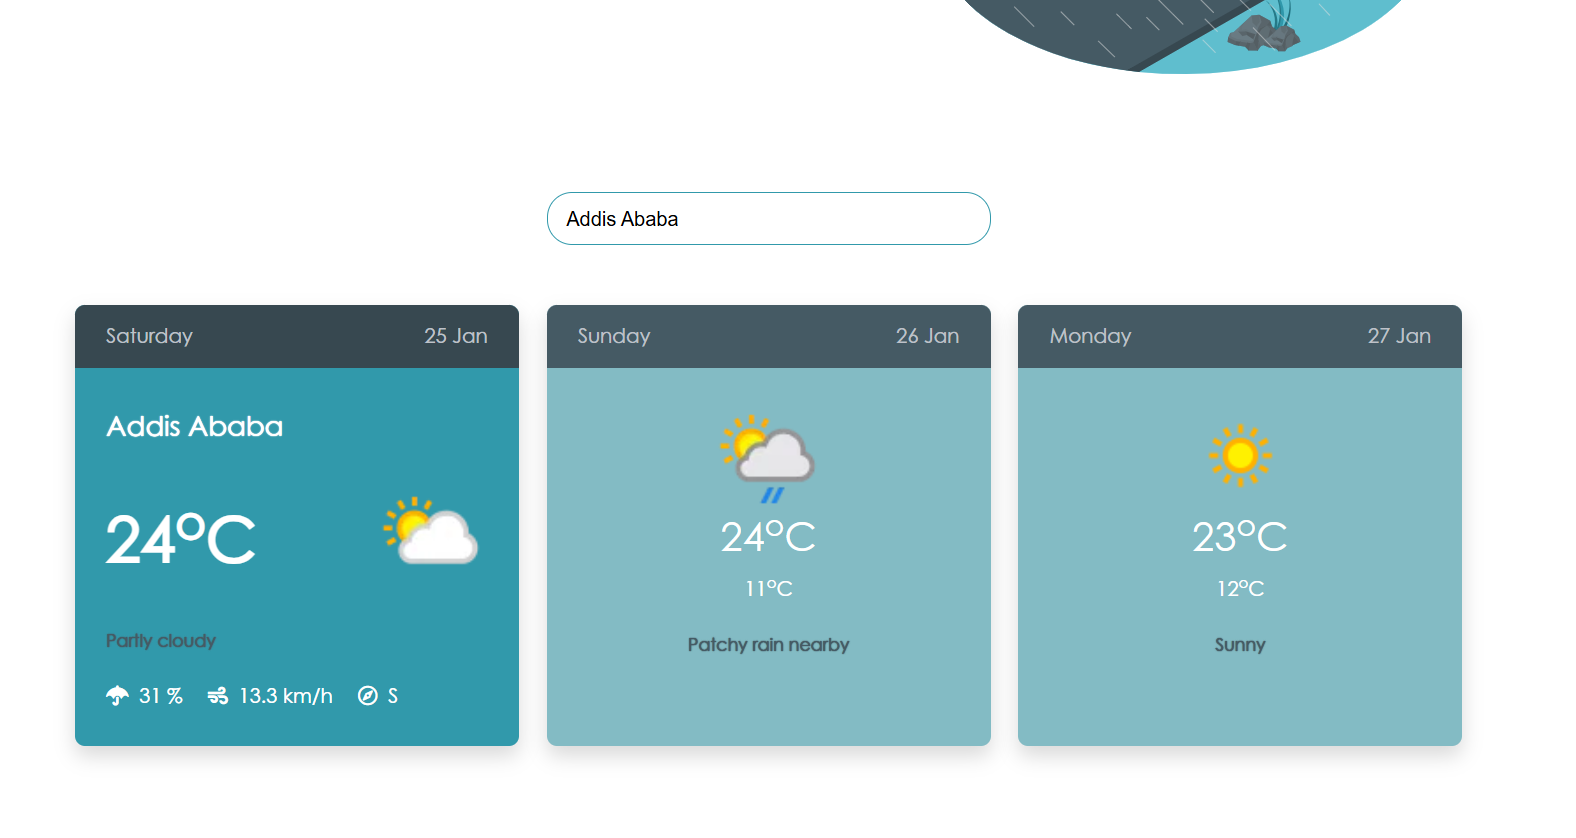 Addis Ababa
Saturday 25 Jan
Addis Ababa
24°C
Partly cloudy
31 % 13.3 km/h S
Sunday 26 Jan
24°C
11°C
Patchy rain nearby
Monday 27 Jan
23°C
12°C
Sunny